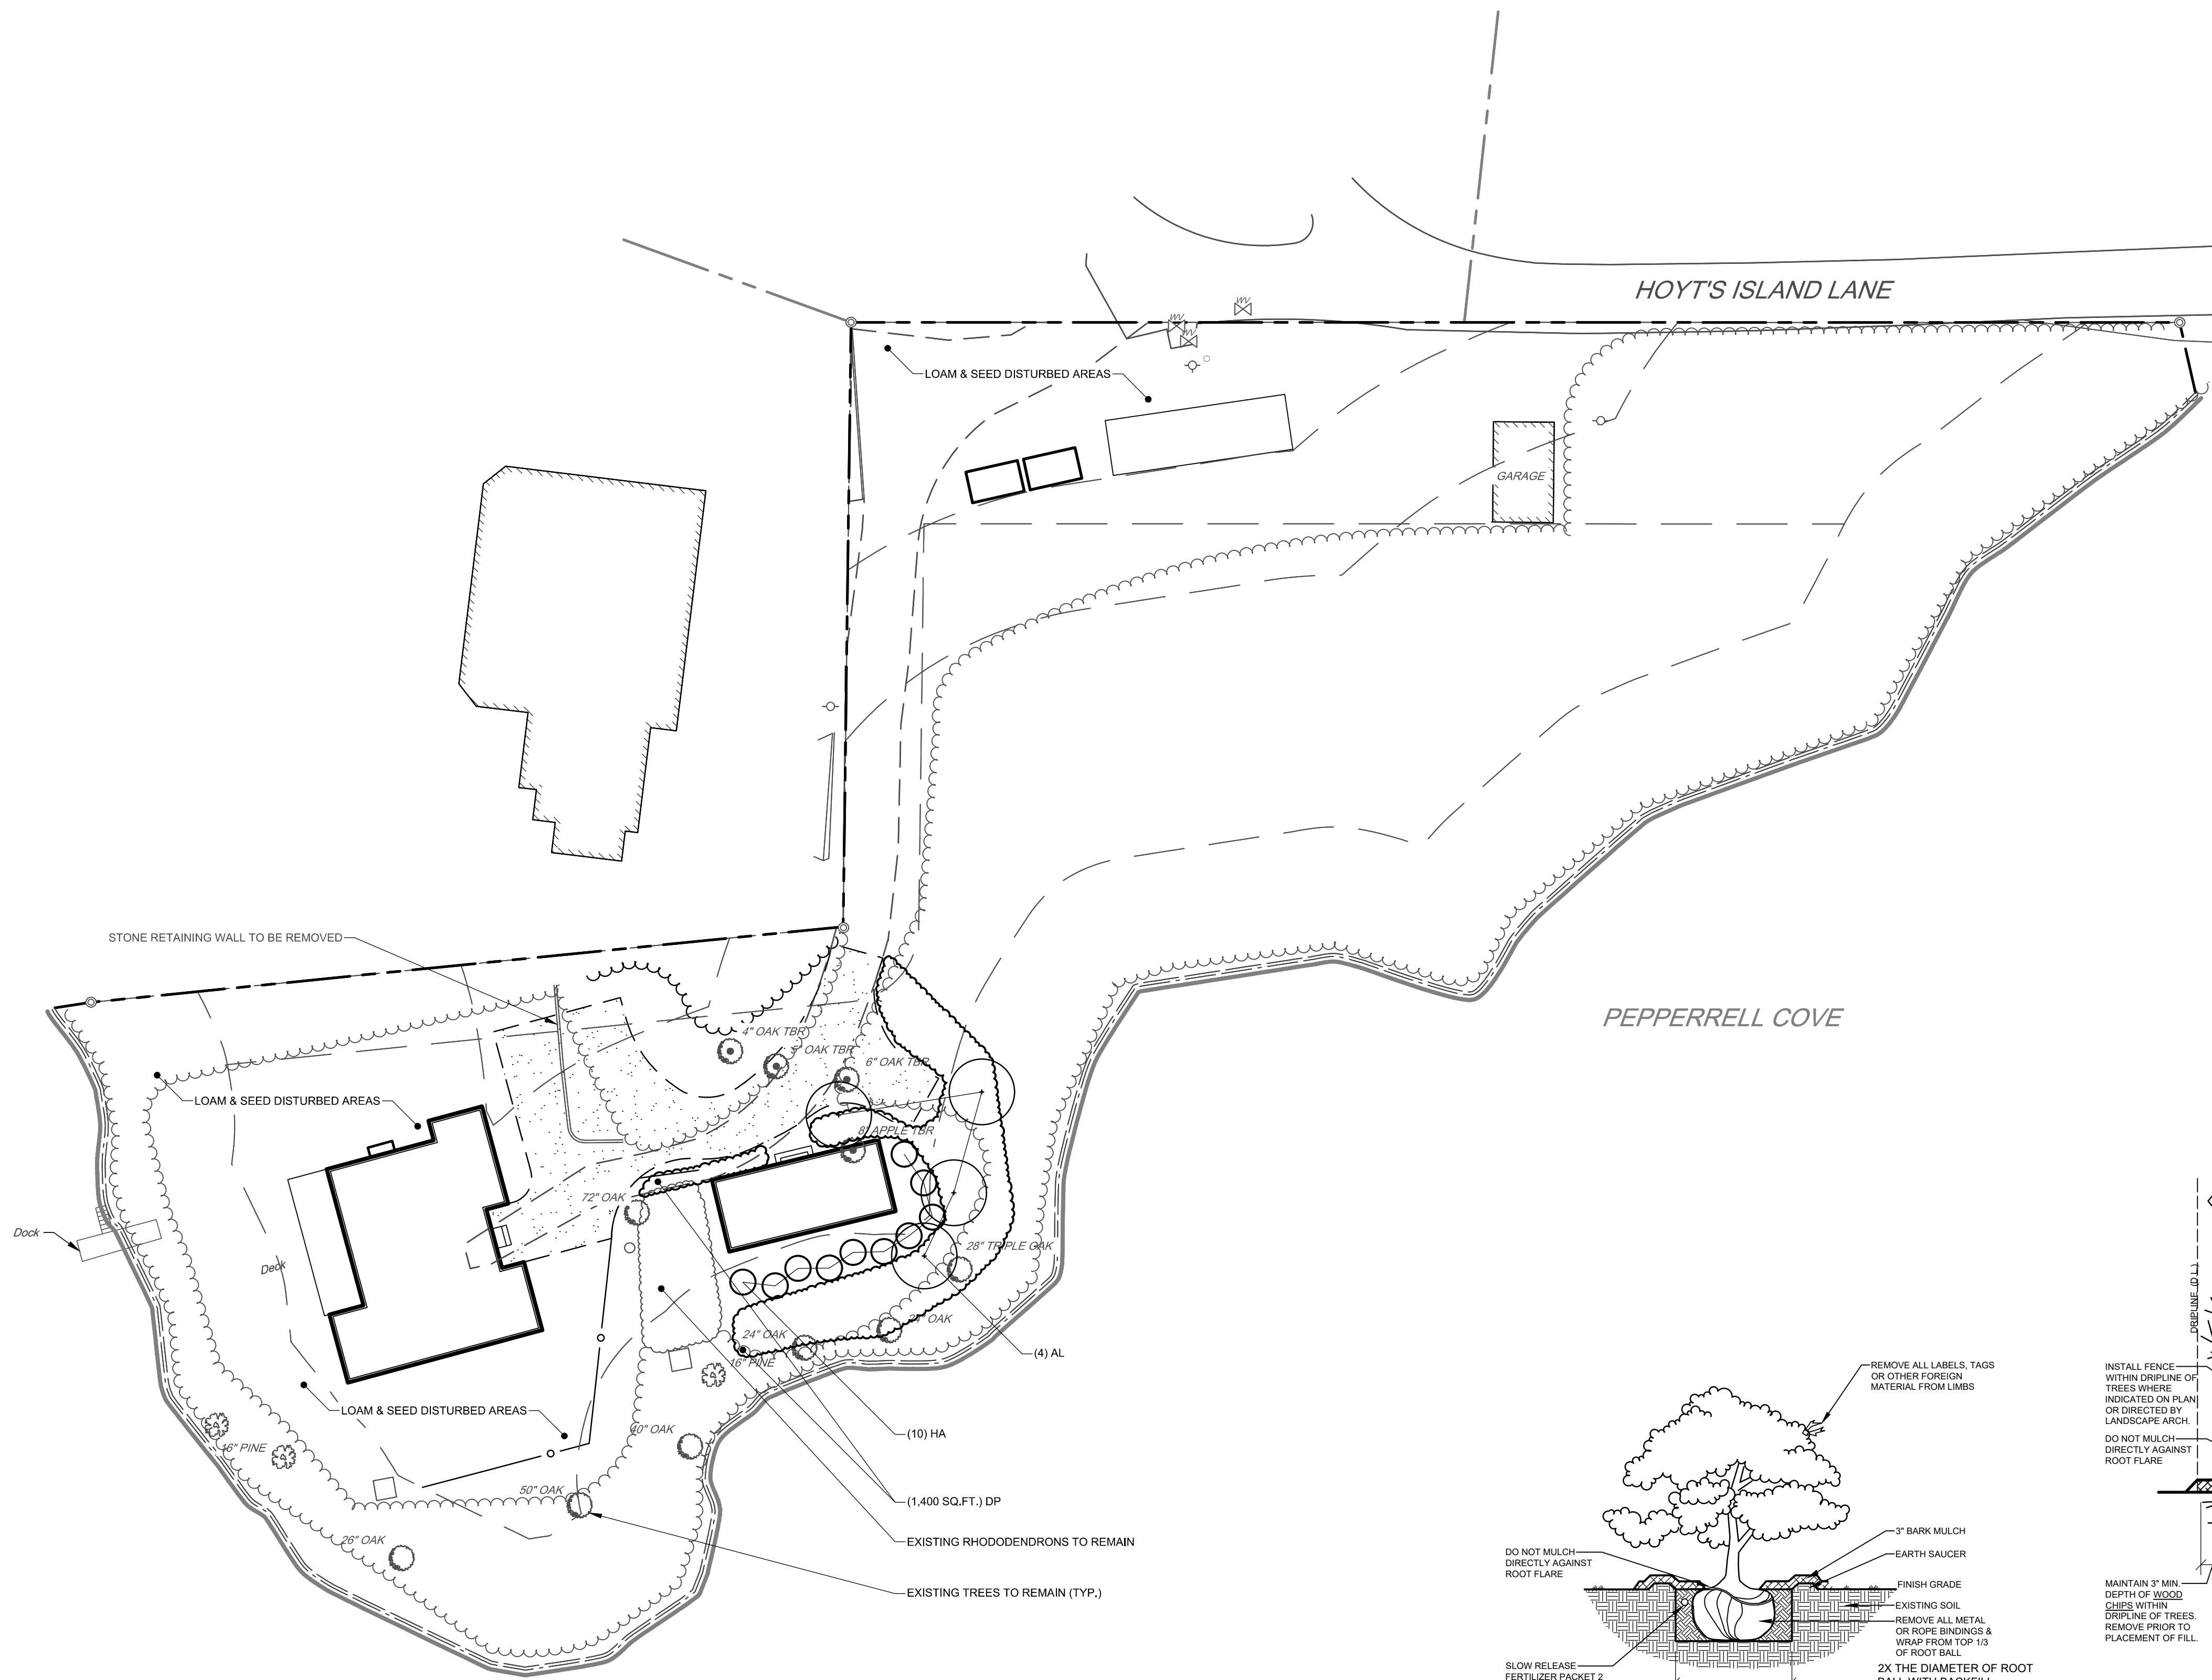 HOYT'S ISLAND LANE
WV
WV
WV
LOAM & SEED DISTURBED AREAS
GARAGE
STONE RETAINING WALL TO BE REMOVED
PEPPERRELL COVE
4" OAK TBR
OAK TBR
6" OAK TBR
LOAM & SEED DISTURBED AREAS
8" APPLE TBR
72" OAK
Dock
Deck
28" TRIPLE OAK
OAK
24" OAK
16" PINE
(4) AL
LOAM & SEED DISTURBED AREAS
40" OAK
(10) HA
16" PINE
50" OAK
(1,400 SQ.FT.) DP
26" OAK
EXISTING RHODODENDRONS TO REMAIN
EXISTING TREES TO REMAIN (TYP.)
REMOVE ALL LABELS, TAGS
OR OTHER FOREIGN
MATERIAL FROM LIMBS
DO NOT MULCH
DIRECTLY AGAINST
ROOT FLARE
3" BARK MULCH
EARTH SAUCER
FINISH GRADE
EXISTING SOIL
REMOVE ALL METAL
OR ROPE BINDINGS &
WRAP FROM TOP 1/3
OF ROOT BALL
2X THE DIAMETER OF ROOT
BALL WITH BACKFILL
SLOW RELEASE
FERTILIZER PACKET 2
DRIPLINE (D.L.)
INSTALL FENCE
WITHIN DRIPLINE OF
TREES WHERE
INDICATED ON PLAN
OR DIRECTED BY
LANDSCAPE ARCH.
DO NOT MULCH
DIRECTLY AGAINST
ROOT FLARE
MAINTAIN 3" MIN.
DEPTH OF WOOD
CHIPS WITHIN
DRIPLINE OF TREES.
REMOVE PRIOR TO
PLACEMENT OF FILL.